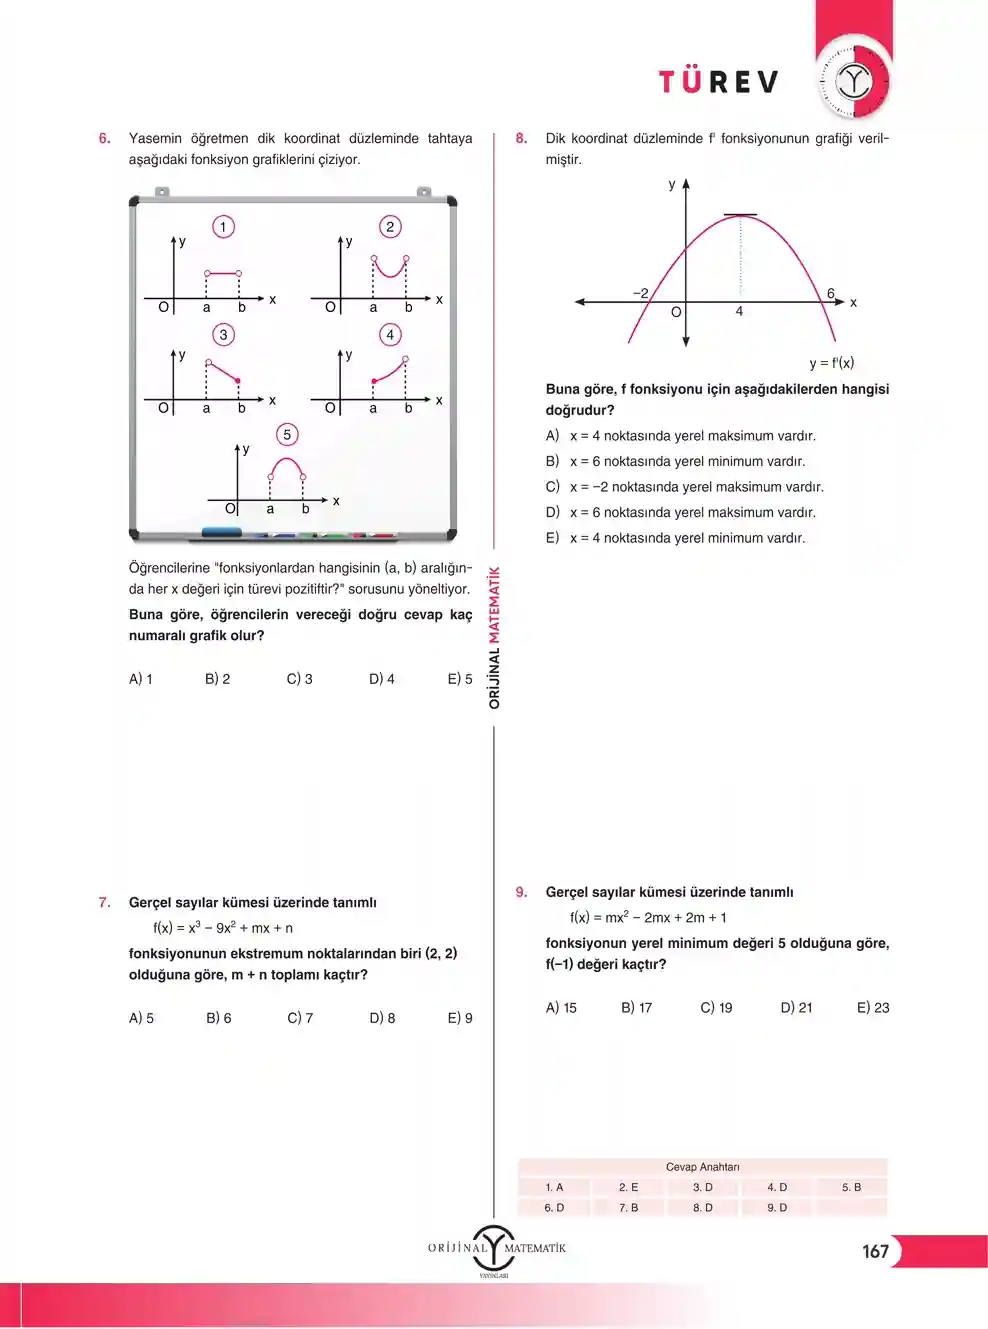 TÜREV
6. Yasemin öğretmen dik koordinat düzleminde tahtaya
aşağıdaki fonksiyon grafiklerini çiziyor.
1
y
O a b x
2
y
O a b x
3
y
O a b x
4
y
O a b x
5
y
O a b x
Öğrencilerine "fonksiyonlardan hangisinin (a, b) aralığın-
da her x değeri için türevi pozitiftir?" sorusunu yöneltiyor.
Buna göre, öğrencilerin vereceği doğru cevap kaç
numaralı grafik olur?
A) 1 B) 2 C) 3 D) 4 E) 5
7. Gerçel sayılar kümesi üzerinde tanımlı
f(x) = x³ − 9x² + mx + n
fonksiyonunun ekstremum noktalarından biri (2, 2)
olduğuna göre, m + n toplamı kaçtır?
A) 5 B) 6 C) 7 D) 8 E) 9
ORİJİNAL MATEMATİK
8. Dik koordinat düzleminde f' fonksiyonunun grafiği veril-
miştir.
y
−2 6 x
O 4
y = f'(x)
Buna göre, f fonksiyonu için aşağıdakilerden hangisi
doğrudur?
A) x = 4 noktasında yerel maksimum vardır.
B) x = 6 noktasında yerel minimum vardır.
C) x = −2 noktasında yerel maksimum vardır.
D) x = 6 noktasında yerel maksimum vardır.
E) x = 4 noktasında yerel minimum vardır.
9. Gerçel sayılar kümesi üzerinde tanımlı
f(x) = mx² − 2mx + 2m + 1
fonksiyonun yerel minimum değeri 5 olduğuna göre,
f(−1) değeri kaçtır?
A) 15 B) 17 C) 19 D) 21 E) 23
Cevap Anahtarı
1. A 2. E 3. D 4. D 5. B
6. D 7. B 8. D 9. D
ORİJİNAL MATEMATİK
YAYINLARI
167